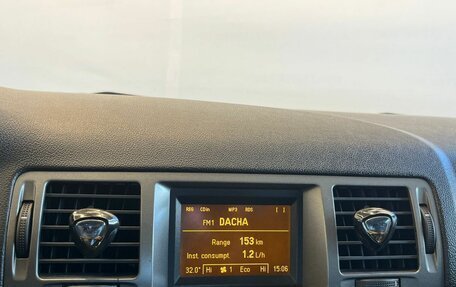 REG CDin MP3 RDS [ ]
FM1 DACHA
Range 153 km
Inst consumpt 1.2 L/h
32.0° Hi 1 Eco Hi 15:06